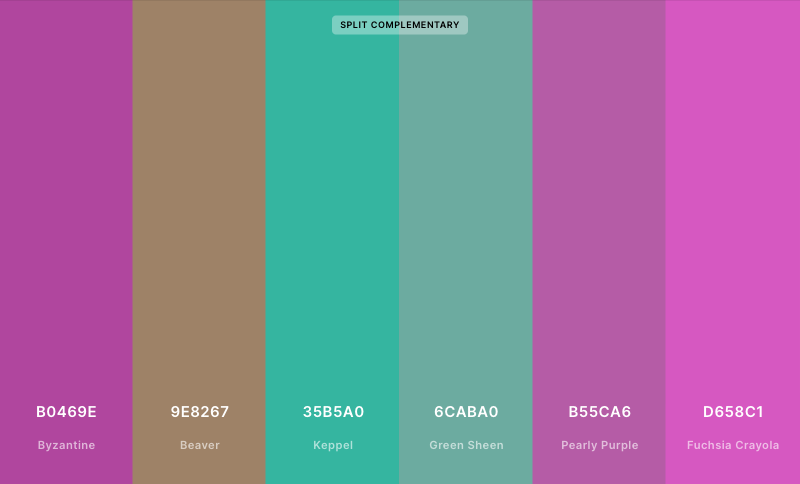 SPLIT COMPLEMENTARY
B0469E 9E8267 35B5A0 6CABA0 B55CA6 D658C1
Byzantine Beaver Keppel Green Sheen Pearly Purple Fuchsia Crayola